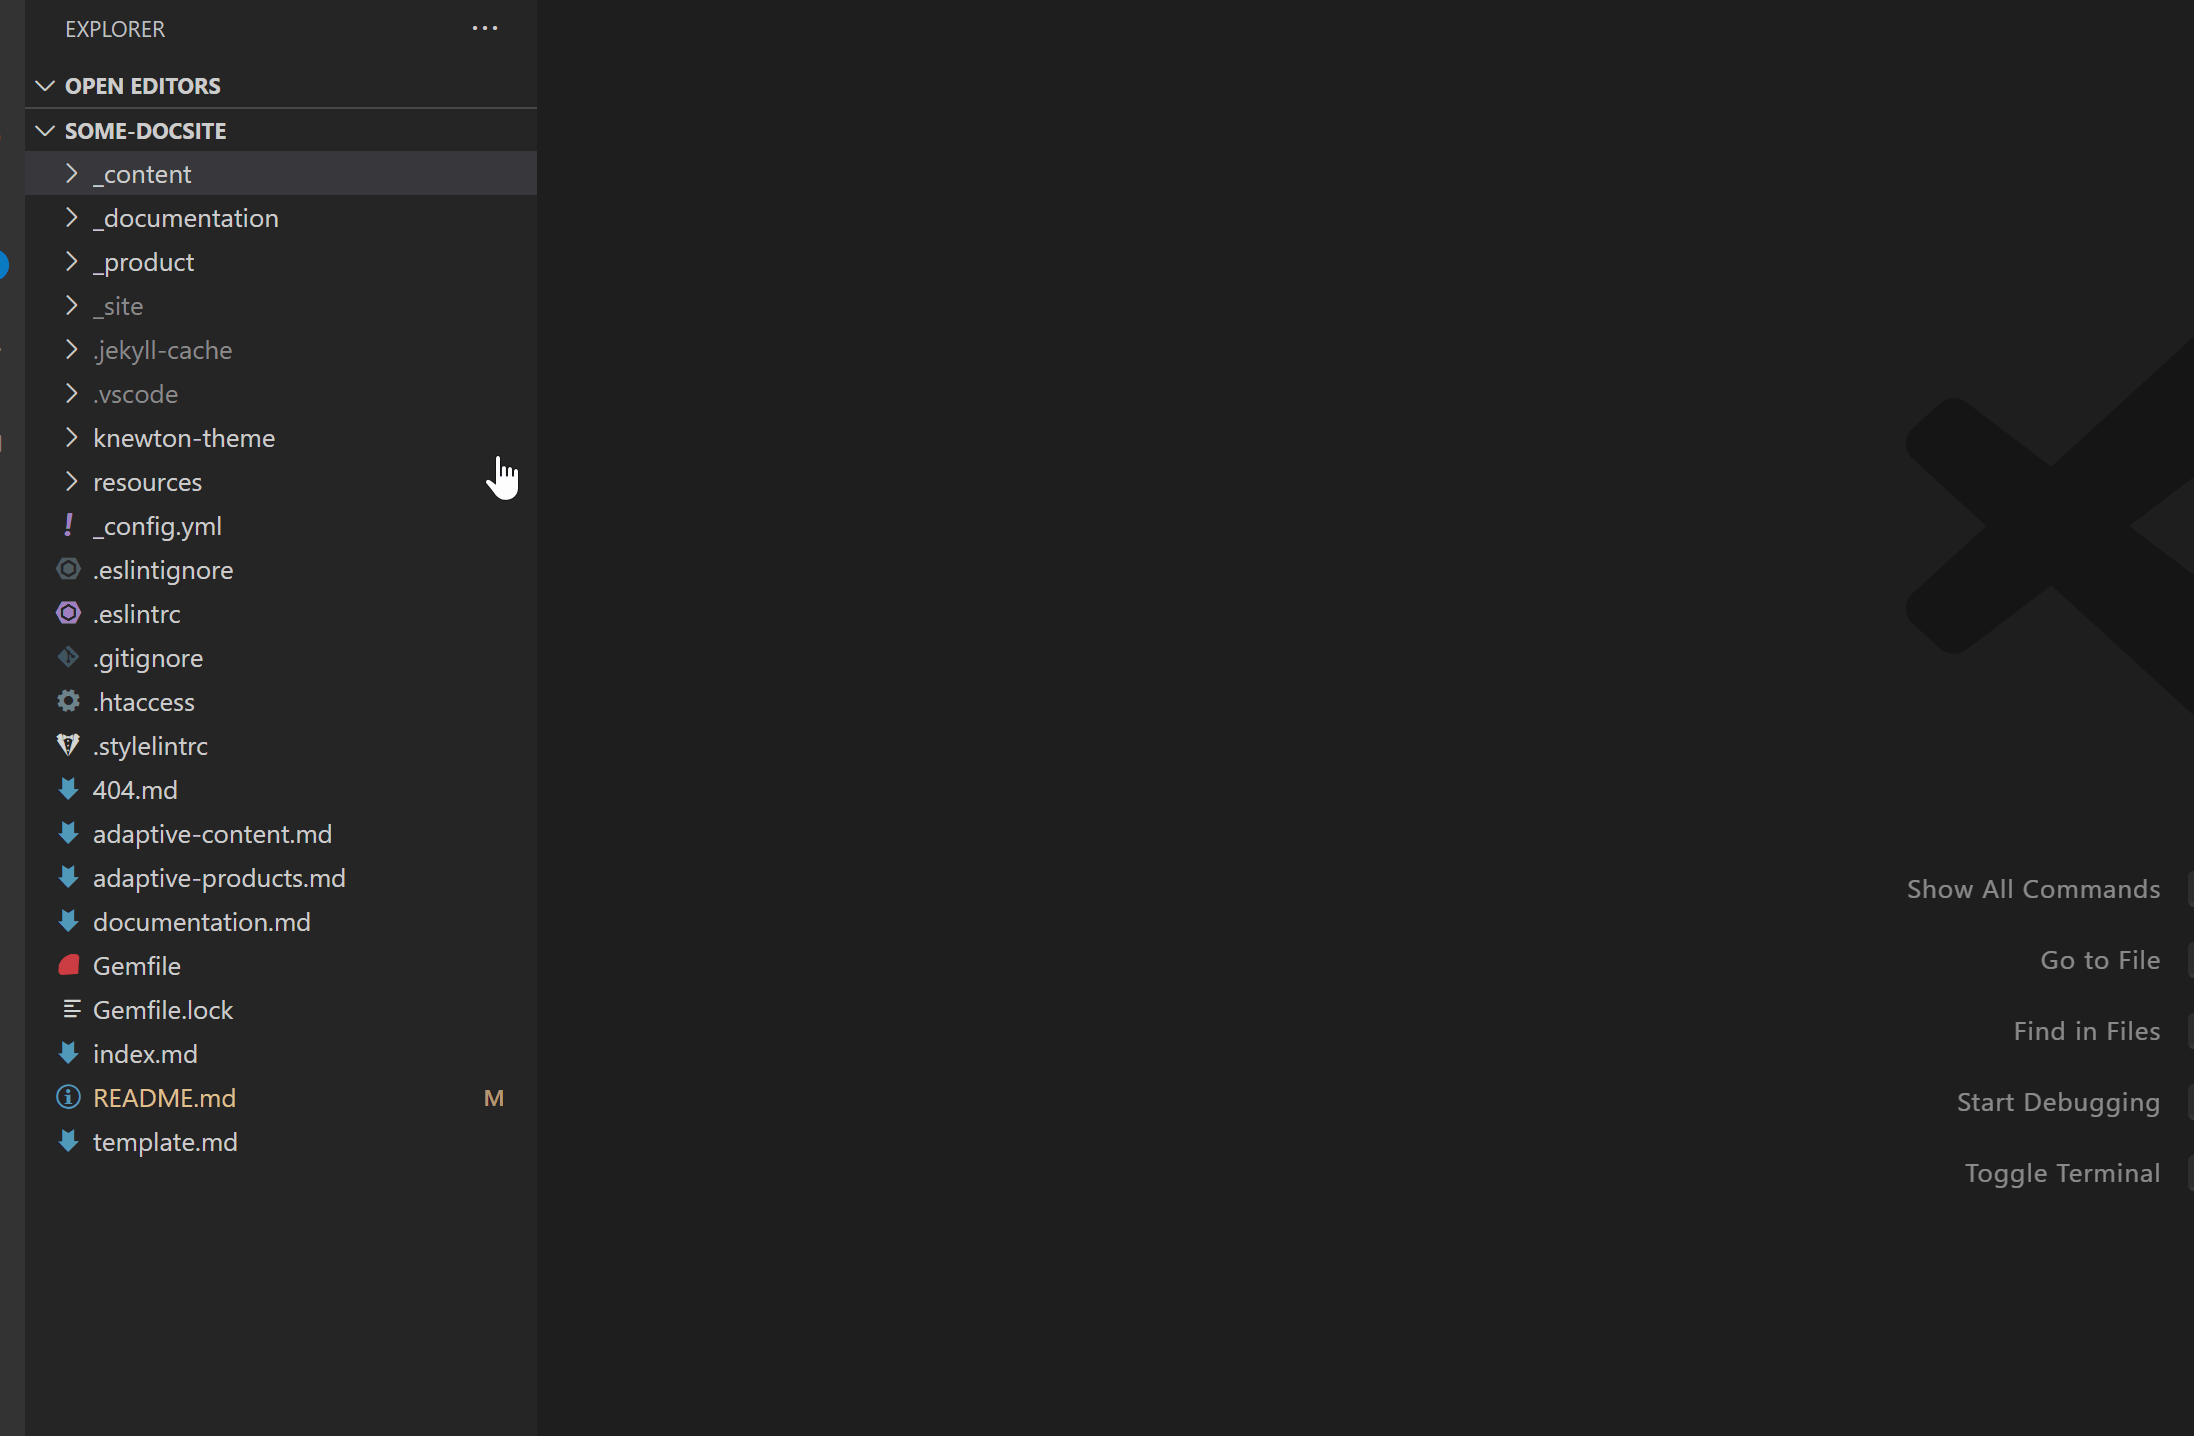 EXPLORER
OPEN EDITORS
SOME-DOCSITE
_content
_documentation
_product
_site
.jekyll-cache
.vscode
knewton-theme
resources
_config.yml
.eslintignore
.eslintrc
.gitignore
.htaccess
.stylelintrc
404.md
adaptive-content.md
adaptive-products.md
documentation.md
Gemfile
Gemfile.lock
index.md
README.md M
template.md
Show All Commands
Go to File
Find in Files
Start Debugging
Toggle Terminal